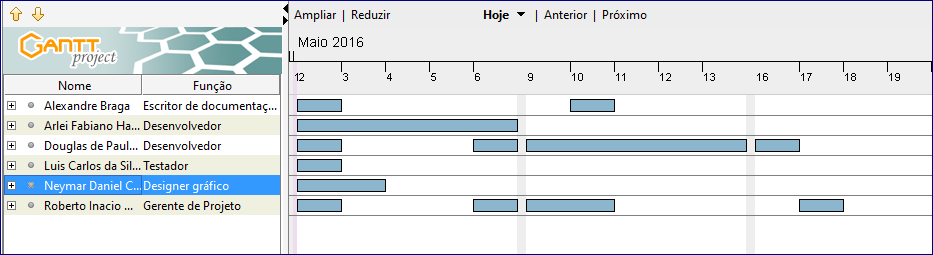 Ampliar | Reduzir Hoje | Anterior | Próximo
Maio 2016
GANTT
project
12 3 4 5 6 9 10 11 12 13 16 17 18 19
Nome Função
Alexandre Braga Escritor de documentaç...
Arlei Fabiano Ha... Desenvolvedor
Douglas de Paul... Desenvolvedor
Luis Carlos da Sil... Testador
Neymar Daniel C... Designer gráfico
Roberto Inacio ... Gerente de Projeto